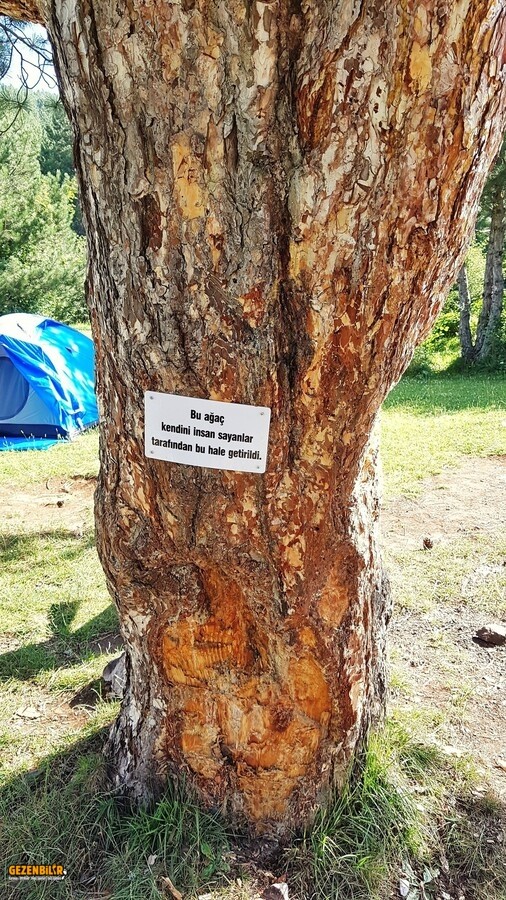 Bu ağaç
kendini insan sayanlar
tarafından bu hale getirildi.
GEZENBİLİR